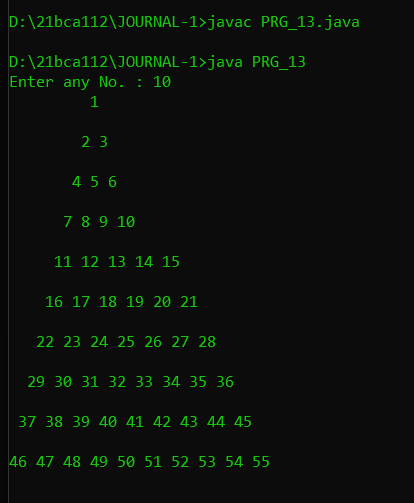 D:\21bca112\JOURNAL-1>javac PRG_13.java
D:\21bca112\JOURNAL-1>java PRG_13
Enter any No. : 10
1
2 3
4 5 6
7 8 9 10
11 12 13 14 15
16 17 18 19 20 21
22 23 24 25 26 27 28
29 30 31 32 33 34 35 36
37 38 39 40 41 42 43 44 45
46 47 48 49 50 51 52 53 54 55